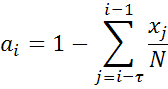 $a_i = 1 - \sum_{j=i-\tau}^{i-1} \frac{x_j}{N}$